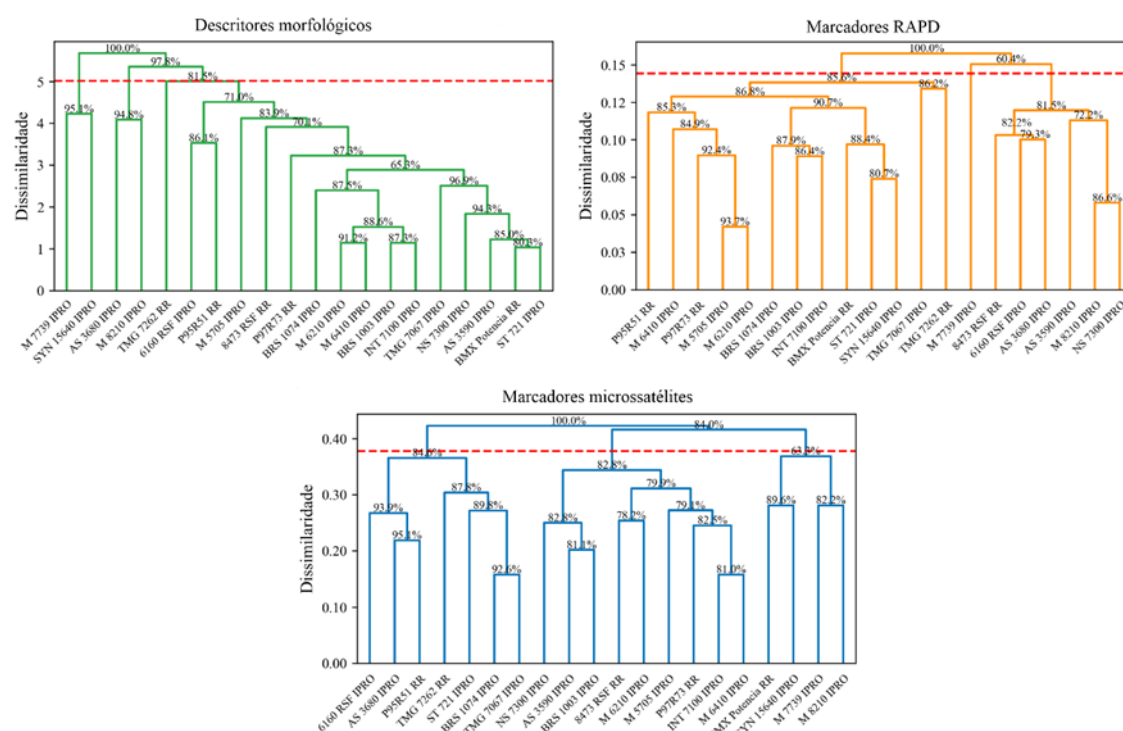 Descritores morfológicos
Dissimilaridade
5
4
3
2
1
0
100.0%
97.8%
81.5%
95.1%
94.8%
71.0%
86.1%
83.9%
70.1%
87.3%
65.3%
87.5%
96.9%
88.6%
94.3%
91.2%
87.3%
85.0%
80.3%
M 7739 IPRO
SYN 15640 IPRO
AS 3680 IPRO
M 8210 IPRO
TMG 7262 RR
6160 RSF IPRO
P95R51 RR
M 5705 IPRO
8473 RSF RR
P97R73 RR
BRS 1074 IPRO
M 6210 IPRO
M 6410 IPRO
BRS 1003 IPRO
INT 7100 IPRO
TMG 7067 IPRO
NS 7300 IPRO
AS 3590 IPRO
BMX Potencia RR
ST 721 IPRO
Marcadores RAPD
Dissimilaridade
0.15
0.12
0.10
0.08
0.05
0.03
0.00
100.0%
60.4%
85.6%
86.2%
86.8%
90.7%
85.3%
84.9%
92.4%
93.7%
87.9%
86.4%
88.4%
80.7%
81.5%
82.2%
79.3%
72.2%
86.6%
P95R51 RR
M 6410 IPRO
P97R73 RR
M 5705 IPRO
M 6210 IPRO
BRS 1074 IPRO
BRS 1003 IPRO
INT 7100 IPRO
BMX Potencia RR
ST 721 IPRO
SYN 15640 IPRO
TMG 7067 IPRO
TMG 7262 RR
M 7739 IPRO
8473 RSF RR
6160 RSF IPRO
AS 3680 IPRO
AS 3590 IPRO
M 8210 IPRO
NS 7300 IPRO
Marcadores microssatélites
Dissimilaridade
0.40
0.30
0.20
0.10
0.00
100.0%
84.0%
84.6%
63.3%
82.8%
87.8%
79.9%
93.9%
89.8%
95.1%
92.6%
82.8%
81.1%
78.2%
79.1%
82.5%
81.0%
89.6%
82.2%
6160 RSF IPRO
AS 3680 IPRO
P95R51 RR
TMG 7262 RR
ST 721 IPRO
BRS 1074 IPRO
TMG 7067 IPRO
NS 7300 IPRO
AS 3590 IPRO
BRS 1003 IPRO
8473 RSF RR
M 6210 IPRO
M 5705 IPRO
P97R73 RR
INT 7100 IPRO
M 6410 IPRO
BMX Potencia RR
SYN 15640 IPRO
M 7739 IPRO
M 8210 IPRO